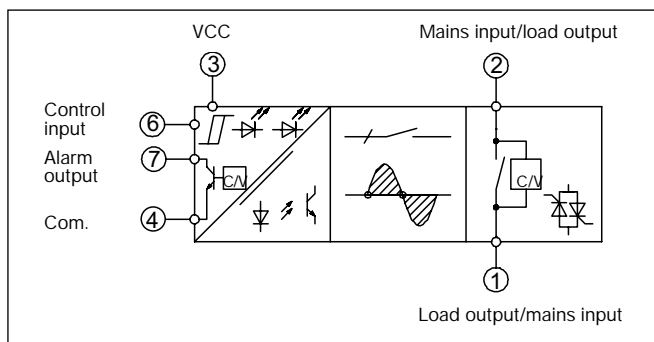 VCC
Mains input/load output
3
2
Control
input
6
Alarm
output
7
C/V
C/V
Com.
4
1
Load output/mains input